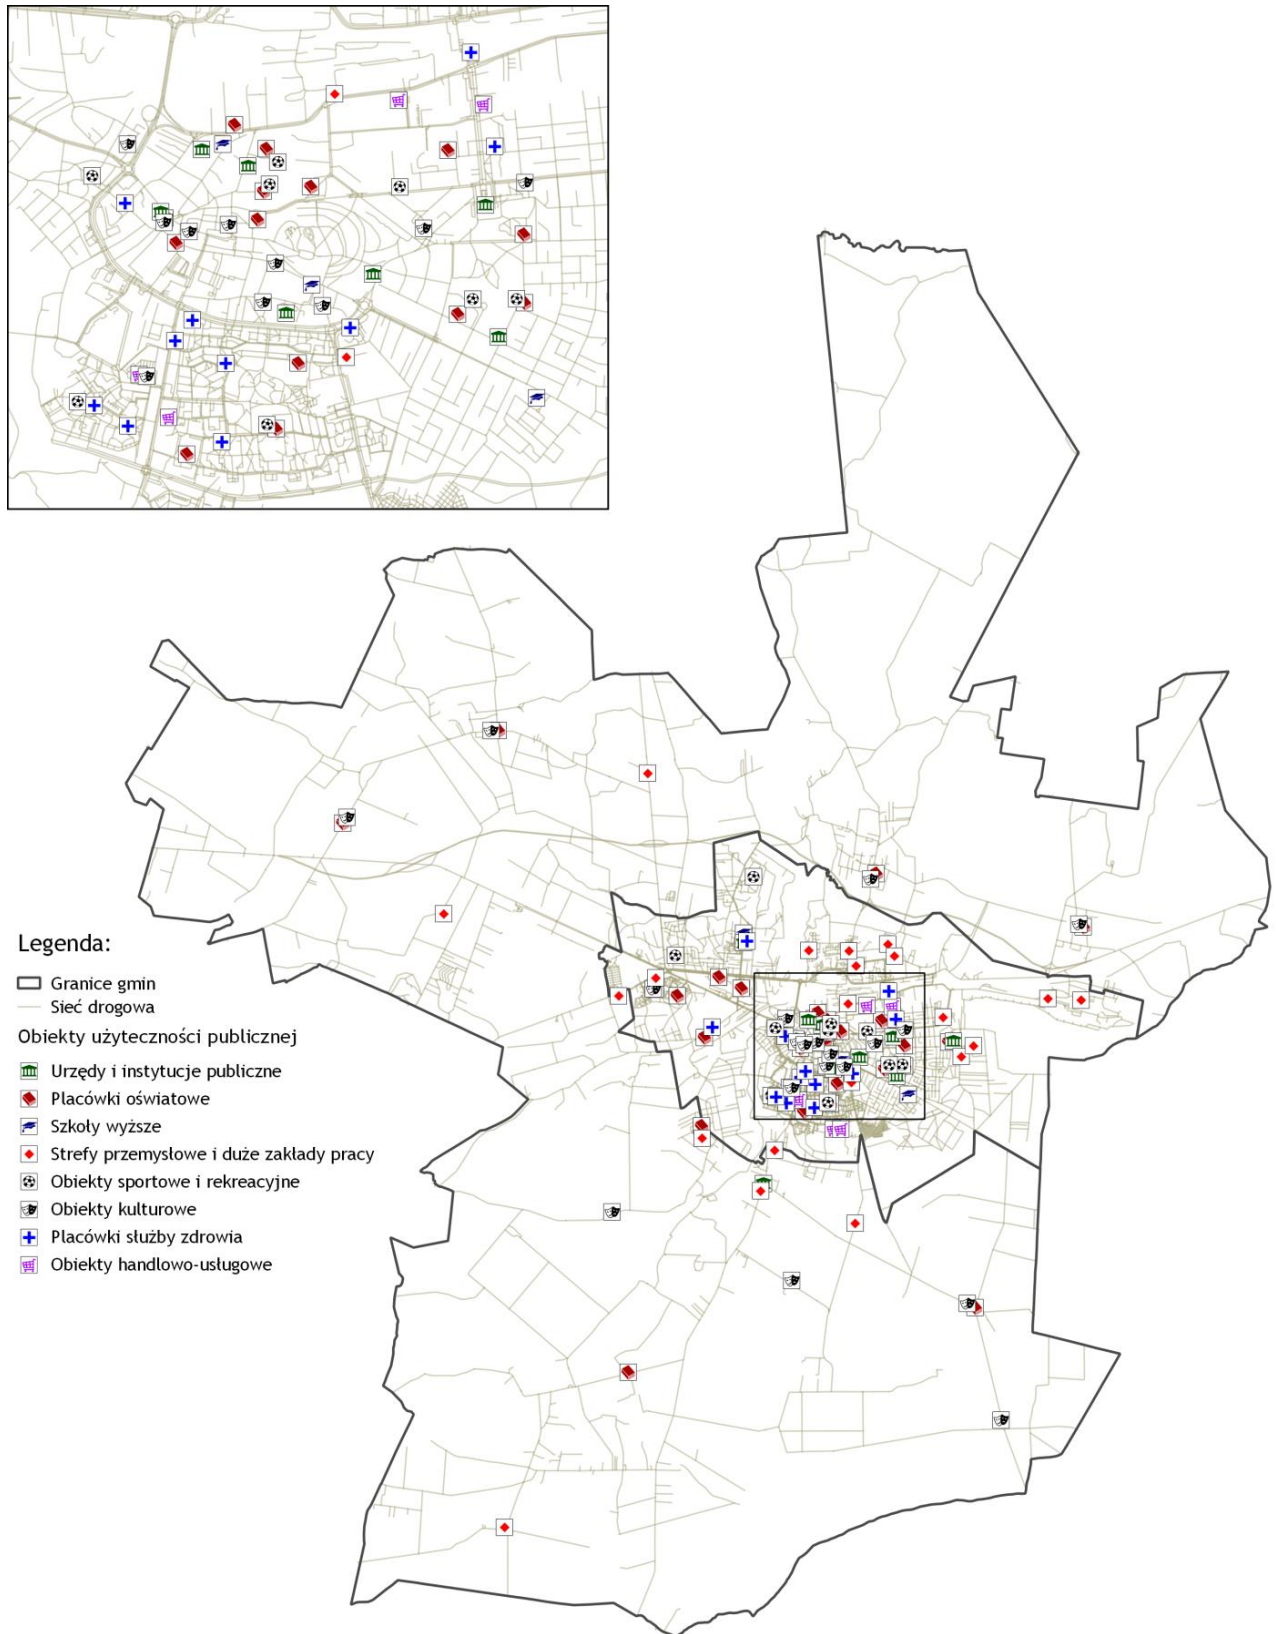 Legenda:
Granice gmin
Sieć drogowa
Obiekty użyteczności publicznej
Urzędy i instytucje publiczne
Placówki oświatowe
Szkoły wyższe
Strefy przemysłowe i duże zakłady pracy
Obiekty sportowe i rekreacyjne
Obiekty kulturowe
Placówki służby zdrowia
Obiekty handlowo-usługowe